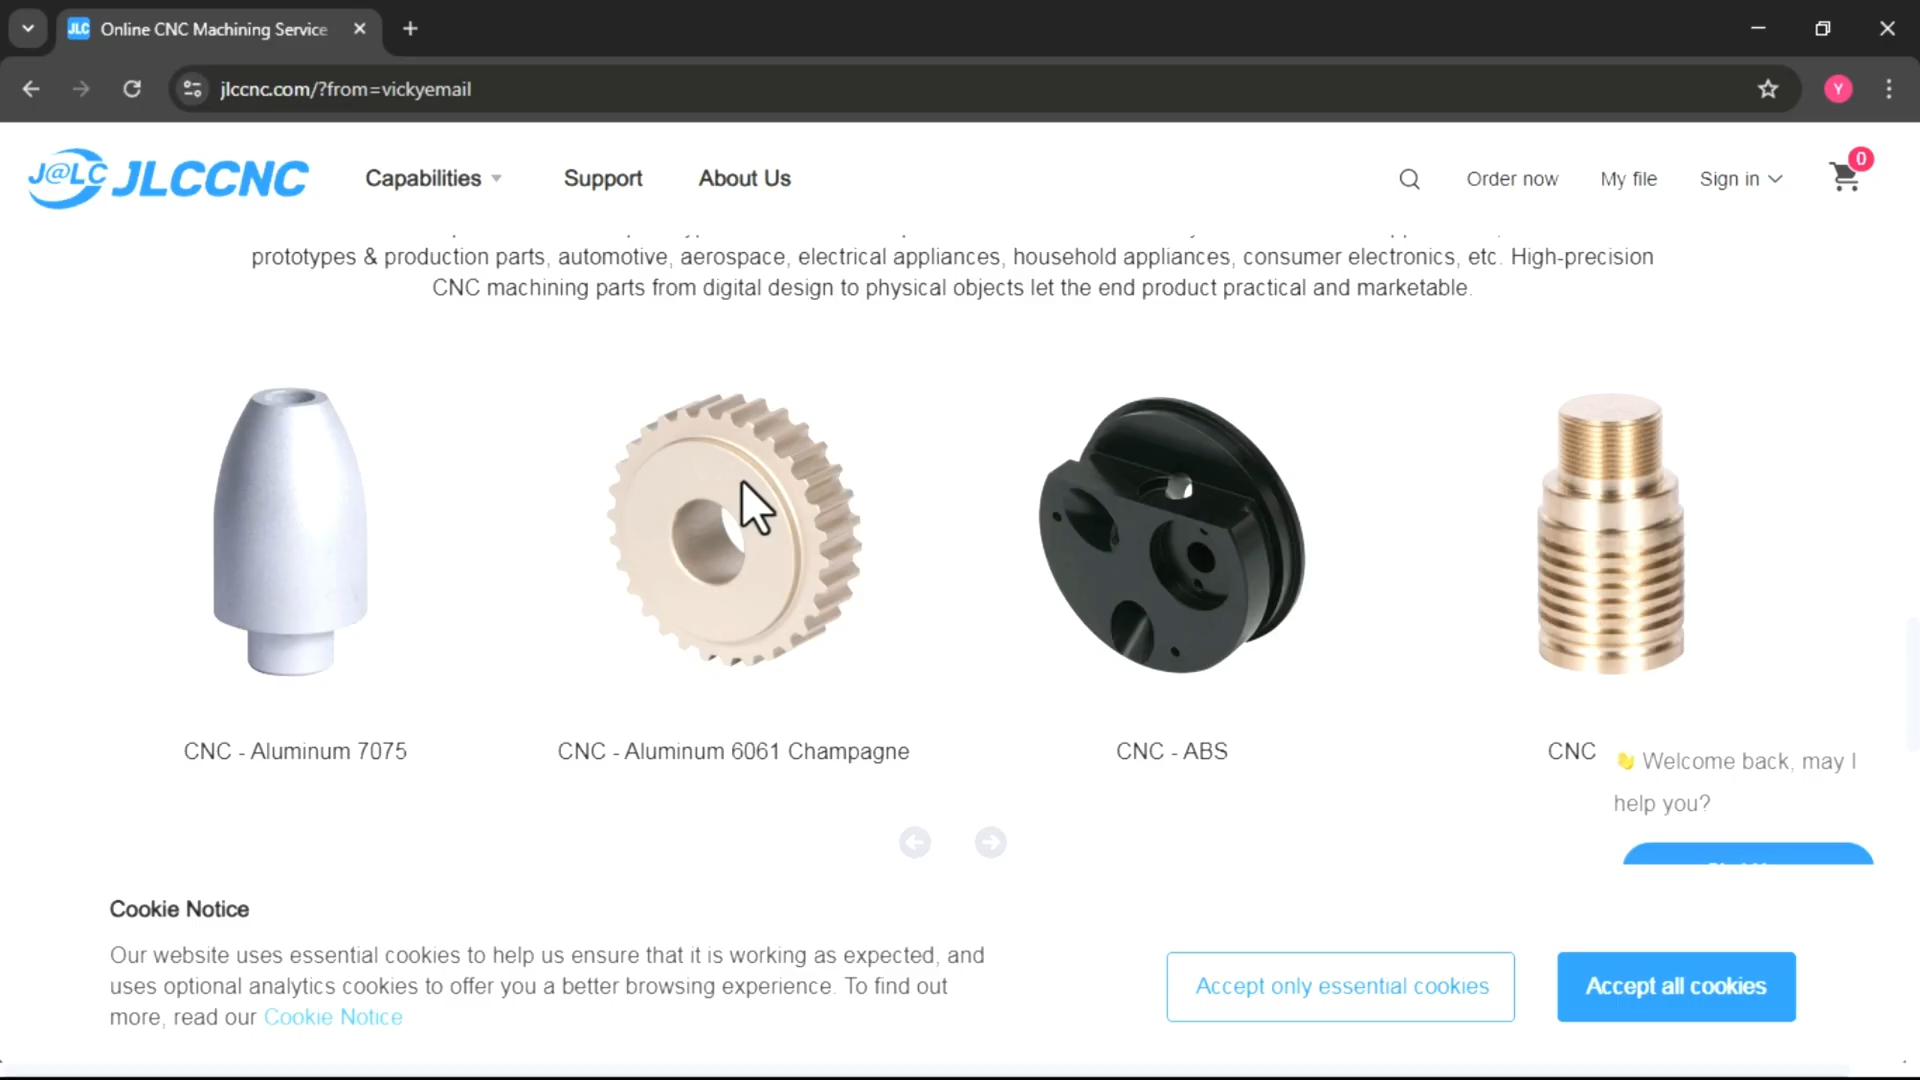 JLC Online CNC Machining Service
jlccnc.com/?from=vickyemail
Y
J@LC JLCCNC
Capabilities
Support
About Us
Order now
My file
Sign in
0
prototypes & production parts, automotive, aerospace, electrical appliances, household appliances, consumer electronics, etc. High-precision
CNC machining parts from digital design to physical objects let the end product practical and marketable.
CNC - Aluminum 7075
CNC - Aluminum 6061 Champagne
CNC - ABS
CNC
👋 Welcome back, may I
help you?
Cookie Notice
Our website uses essential cookies to help us ensure that it is working as expected, and
uses optional analytics cookies to offer you a better browsing experience. To find out
more, read our Cookie Notice
Accept only essential cookies
Accept all cookies